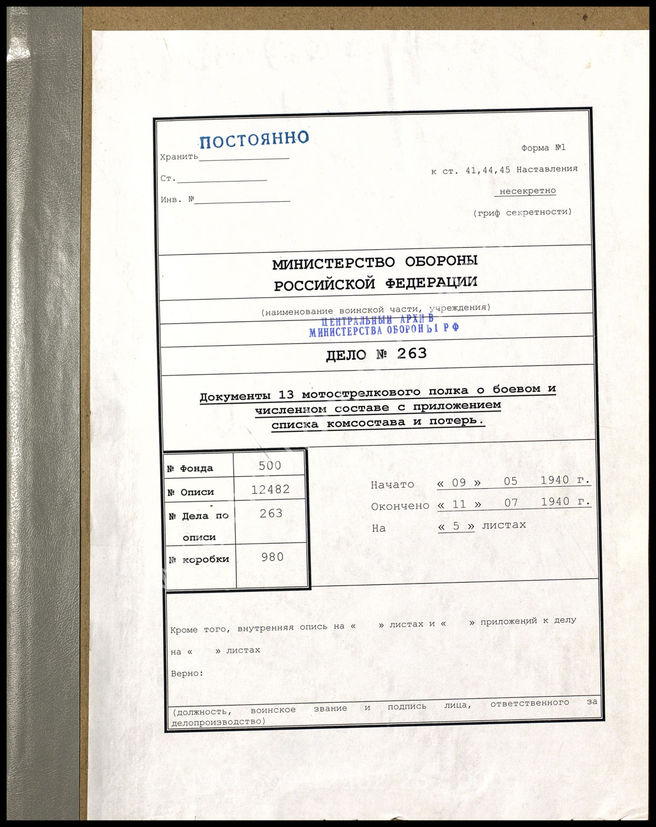 ПОСТОЯННО
Хранить
Форма №1
Ст.
к ст. 41,44,45 Наставления
Инв. №
несекретно
(гриф секретности)
МИНИСТЕРСТВО ОБОРОНЫ
РОССИЙСКОЙ ФЕДЕРАЦИИ
(наименование воинской части, учреждения)
ЦЕНТРАЛЬНЫЙ АРХИВ
МИНИСТЕРСТВА ОБОРОНЫ РФ
ДЕЛО № 263
Документы 13 мотострелкового полка о боевом и
численном составе с приложением
списка комсостава и потерь.
№ Фонда 500
№ Описи 12482
№ Дела по описи 263
№ коробки 980
Начато « 09 » 05 1940 г.
Окончено « 11 » 07 1940 г.
На « 5 » листах
Кроме того, внутренняя опись на « » листах и « » приложений к делу
на « » листах
Верно:
(должность, воинское звание и подпись лица, ответственного за
делопроизводство)